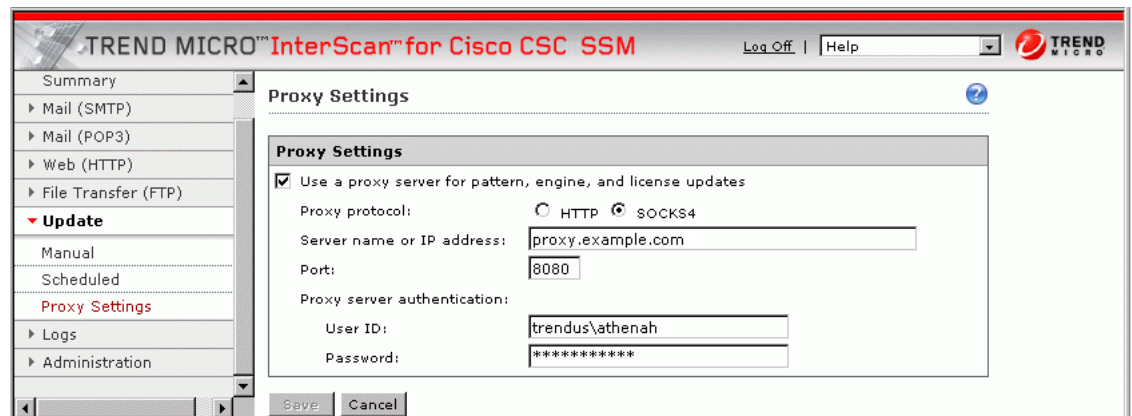 TREND MICRO™ InterScan™ for Cisco CSC SSM
Log Off | Help
TREND MICRO
Summary
Mail (SMTP)
Mail (POP3)
Web (HTTP)
File Transfer (FTP)
Update
Manual
Scheduled
Proxy Settings
Logs
Administration
Proxy Settings
?
Proxy Settings
Use a proxy server for pattern, engine, and license updates
Proxy protocol: HTTP SOCKS4
Server name or IP address: proxy.example.com
Port: 8080
Proxy server authentication:
User ID: trendus\athenah
Password: ***********
Save Cancel